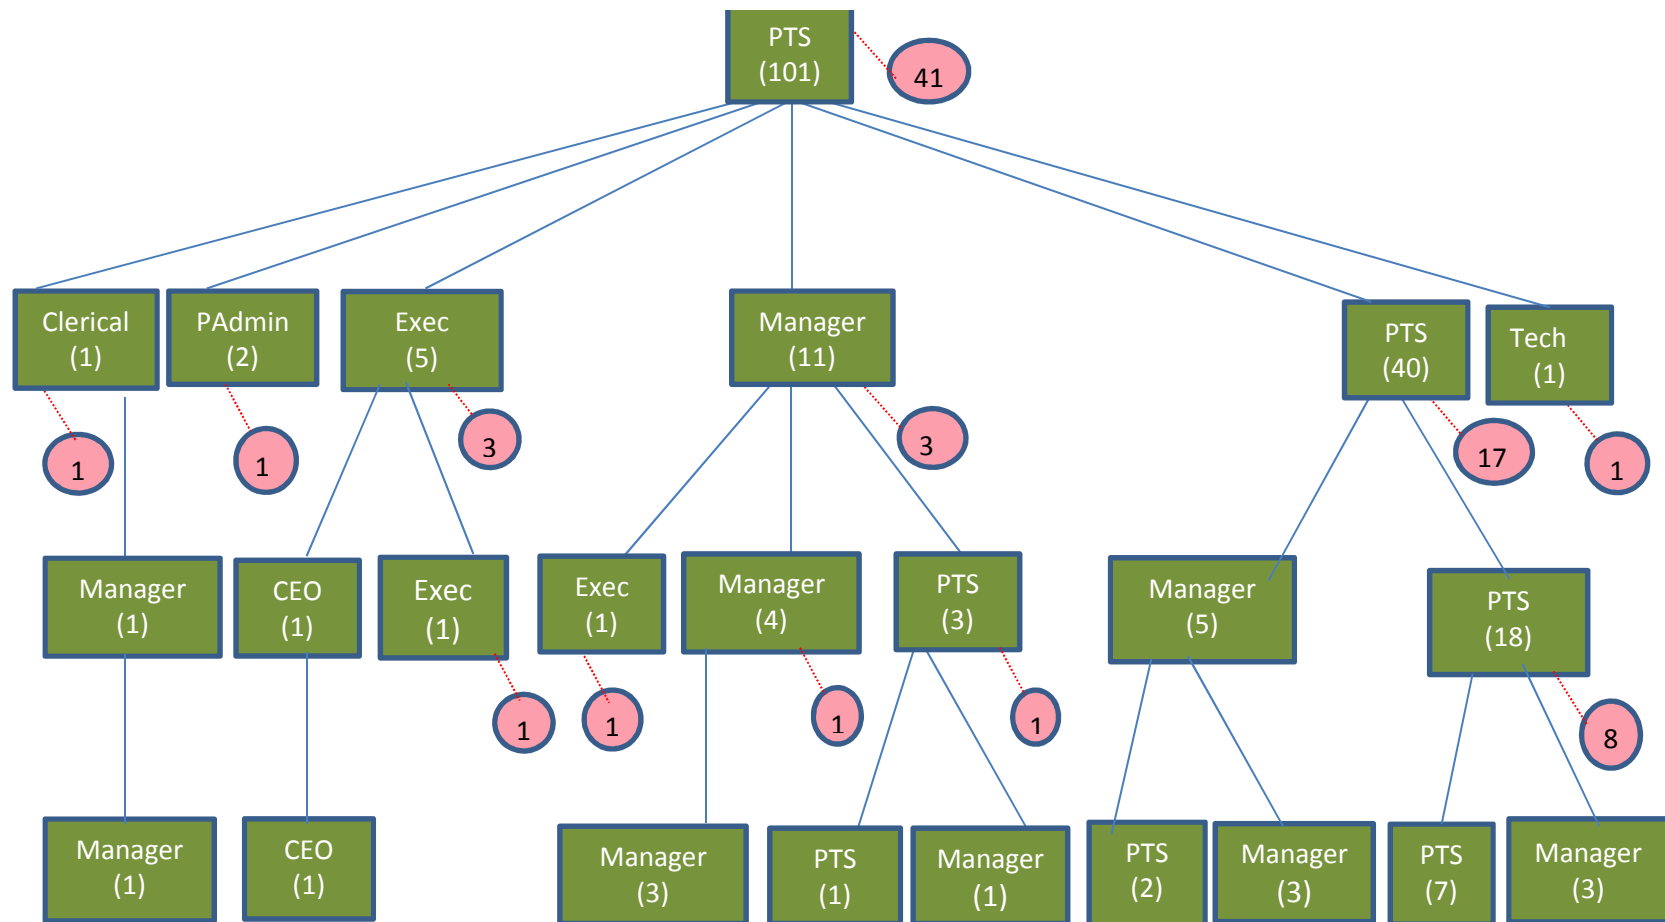 PTS
(101)
41
Clerical
(1)
PAdmin
(2)
Exec
(5)
Manager
(11)
PTS
(40)
Tech
(1)
1
1
3
3
17
1
Manager
(1)
CEO
(1)
Exec
(1)
Exec
(1)
Manager
(4)
PTS
(3)
Manager
(5)
PTS
(18)
1
1
1
1
8
Manager
(1)
CEO
(1)
Manager
(3)
PTS
(1)
Manager
(1)
PTS
(2)
Manager
(3)
PTS
(7)
Manager
(3)